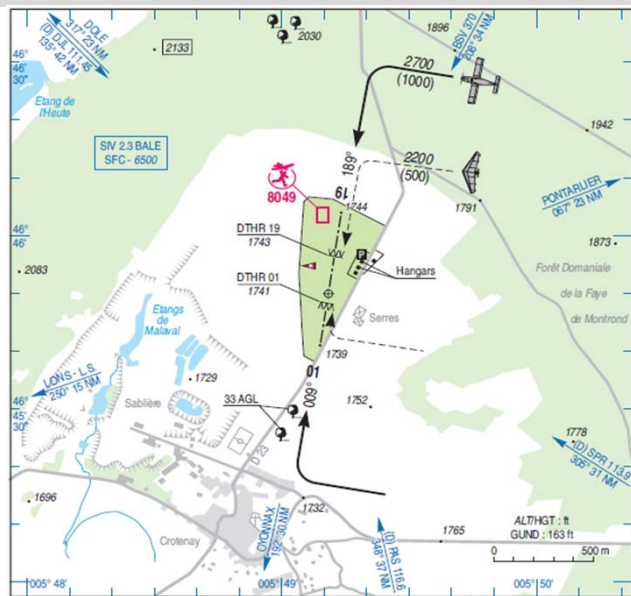 DOLE
317° 23 NM
(D) DJL 111.45
135° 42 NM
2133
2030
1896
BSV 370
208° 34 NM
46°
46'
30"
2700
(1000)
Etang de
l'Heute
1942
SIV 2.3 BALE
SFC - 6500
189°
2200
(500)
8049
19
1744
PONTARLIER
067° 23 NM
1791
46°
46'
DTHR 19
1743
P
1873
2083
Hangars
DTHR 01
1741
Forêt Domaniale
de la Faye
de Montrond
Etangs
de
Malaval
Serres
1739
LONS - L.S.
250° 15 NM
1729
01
009°
46°
45'
30"
33 AGL
1752
Sablière
D 23
1778
(D) SPR 113.9
305° 31 NM
1696
1732
Crotenay
OYONNAX
192° 30 NM
(D) PAS 116.6
348° 37 NM
1765
ALT/HGT : ft
GUND : 163 ft
0 500 m
005° 48'
005° 49'
005° 50'